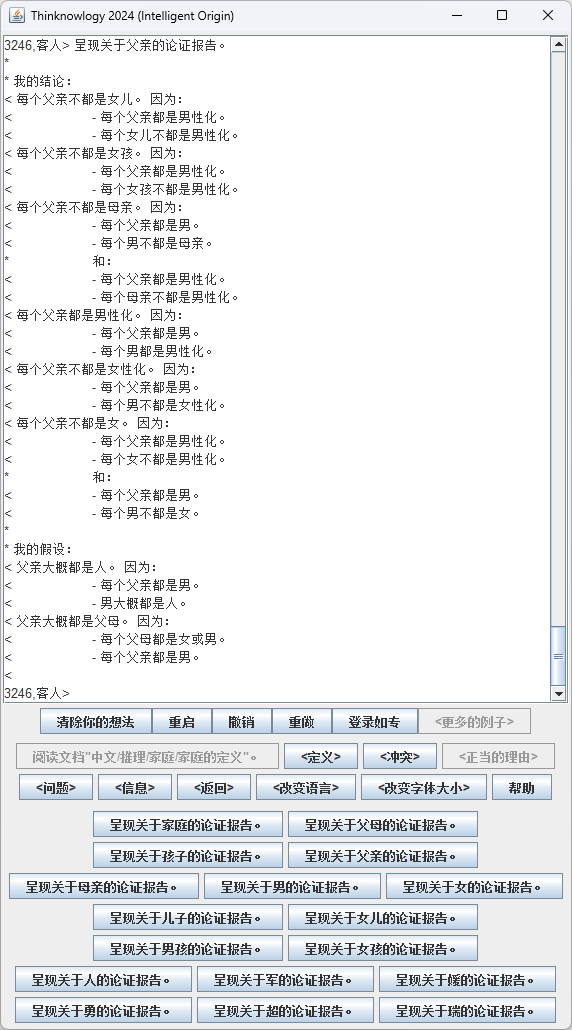 Thinknowlogy 2024 (Intelligent Origin)
3246,客人> 呈现关于父亲的论证报告。
*
* 我的结论：
< 每个父亲不都是女儿。 因为：
< - 每个父亲都是男性化。
< - 每个女儿不都是男性化。
< 每个父亲不都是女孩。 因为：
< - 每个父亲都是男性化。
< - 每个女孩不都是男性化。
< 每个父亲不都是母亲。 因为：
< - 每个父亲都是男。
< - 每个男不都是母亲。
* 和：
< - 每个父亲都是男性化。
< - 每个母亲不都是男性化。
< 每个父亲都是男性化。 因为：
< - 每个父亲都是男。
< - 每个男都是男性化。
< 每个父亲不都是女性化。 因为：
< - 每个父亲都是男。
< - 每个男不都是女性化。
< 每个父亲不都是女。 因为：
< - 每个父亲都是男性化。
< - 每个女不都是男性化。
* 和：
< - 每个父亲都是男。
< - 每个男不都是女。
*
* 我的假设：
< 父亲大概都是人。 因为：
< - 每个父亲都是男。
< - 男大概都是人。
< 父亲大概都是父母。 因为：
< - 每个父母都是女或男。
< - 每个父亲都是男。
<
3246,客人>
清除你的想法 重启 撤销 重做 登录如专 <更多的例子>
阅读文档"中文/推理/家庭/家庭的定义"。 <定义> <冲突> <正当的理由>
<问题> <信息> <返回> <改变语言> <改变字体大小> 帮助
呈现关于家庭的论证报告。 呈现关于父母的论证报告。
呈现关于孩子的论证报告。 呈现关于父亲的论证报告。
呈现关于母亲的论证报告。 呈现关于男的论证报告。 呈现关于女的论证报告。
呈现关于儿子的论证报告。 呈现关于女儿的论证报告。
呈现关于男孩的论证报告。 呈现关于女孩的论证报告。
呈现关于人的论证报告。 呈现关于军的论证报告。 呈现关于媛的论证报告。
呈现关于勇的论证报告。 呈现关于超的论证报告。 呈现关于瑞的论证报告。